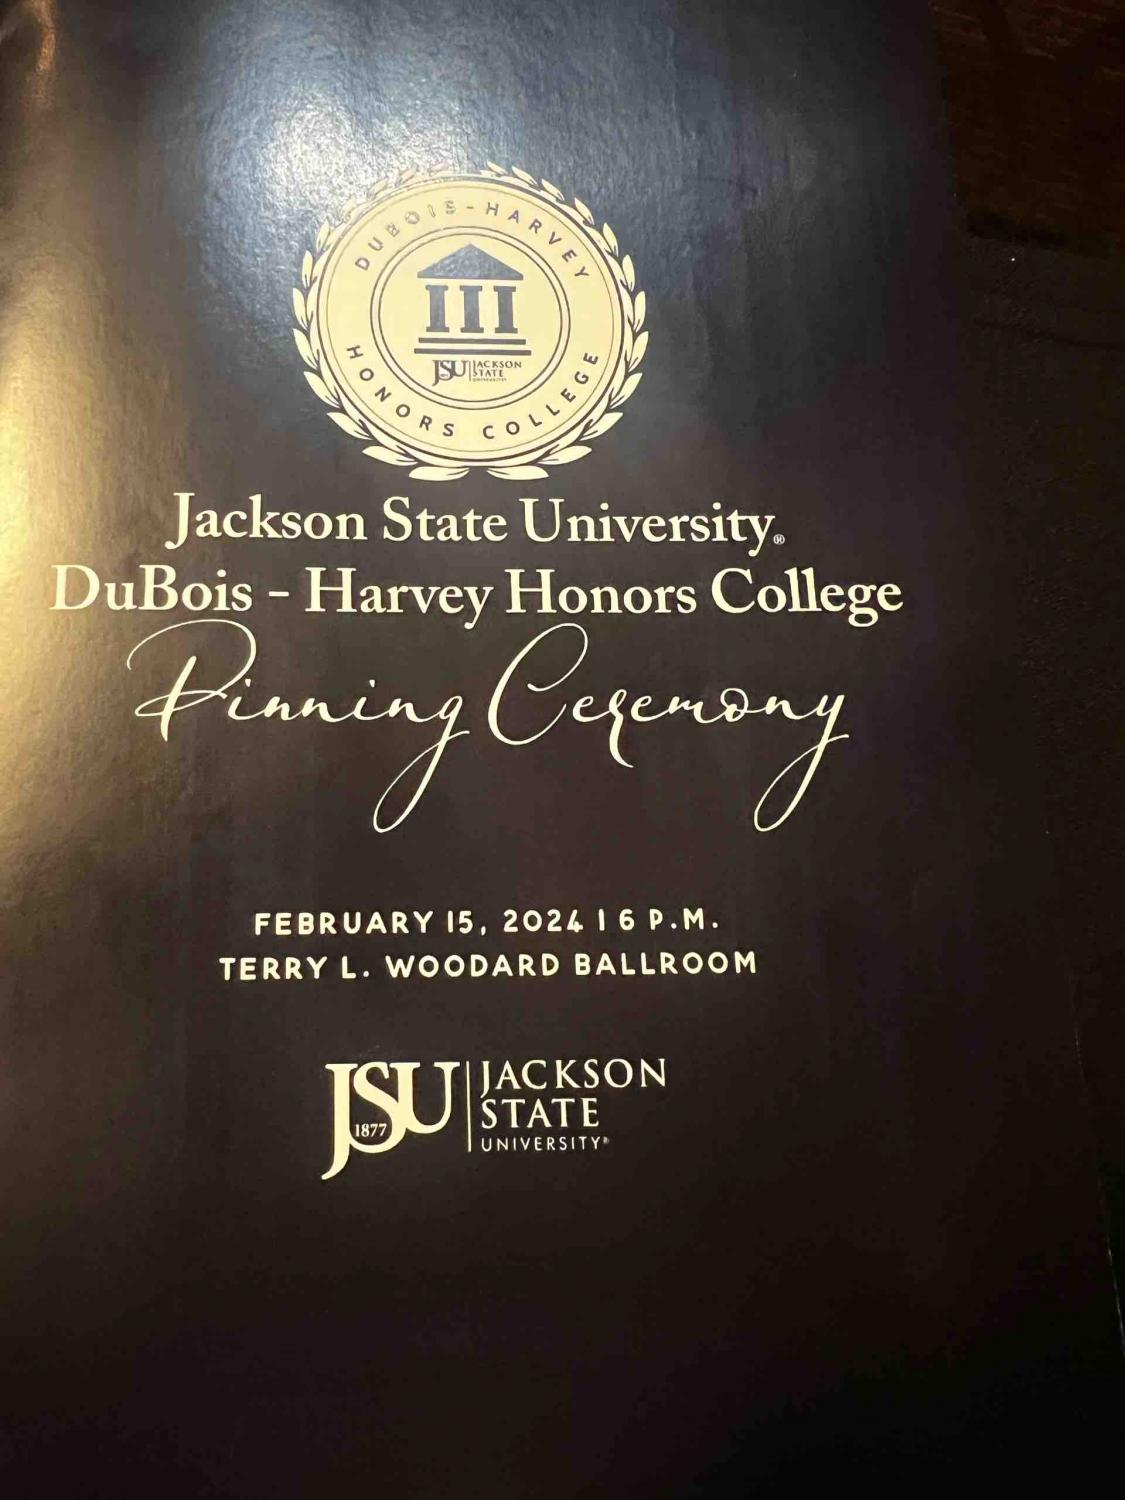 DUBOIS-HARVEY
JSU JACKSON
STATE
UNIVERSITY
HONORS COLLEGE
Jackson State University®
DuBois - Harvey Honors College
Pinning Ceremony
FEBRUARY 15, 2024 | 6 P.M.
TERRY L. WOODARD BALLROOM
JSU JACKSON
STATE
1877
UNIVERSITY®